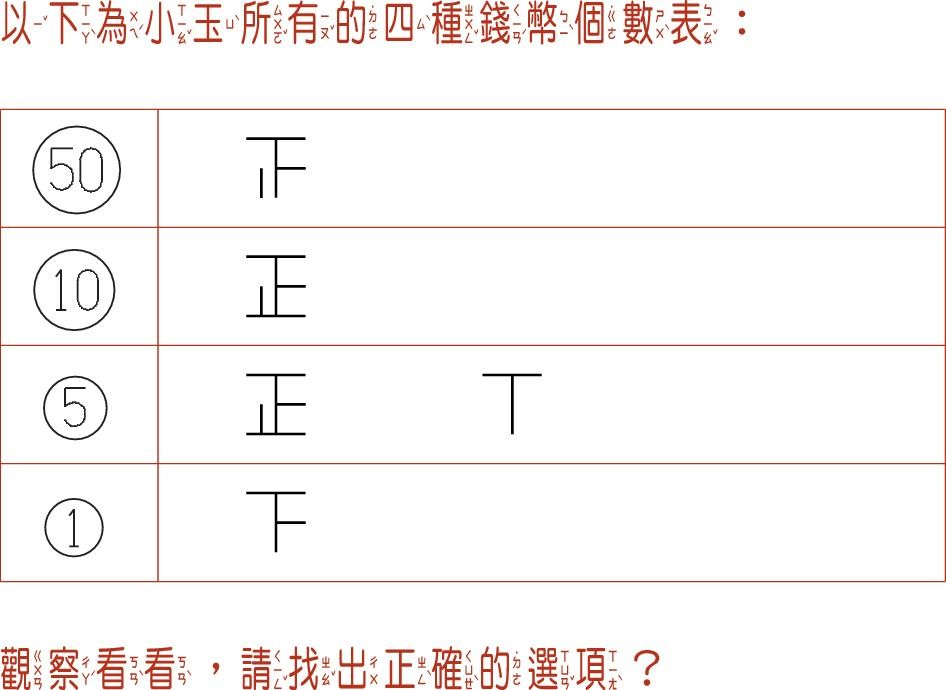 以下為小玉所有的四種錢幣個數表：
50 正
10 正
5 正 丅
1 下
觀察看看，請找出正確的選項？